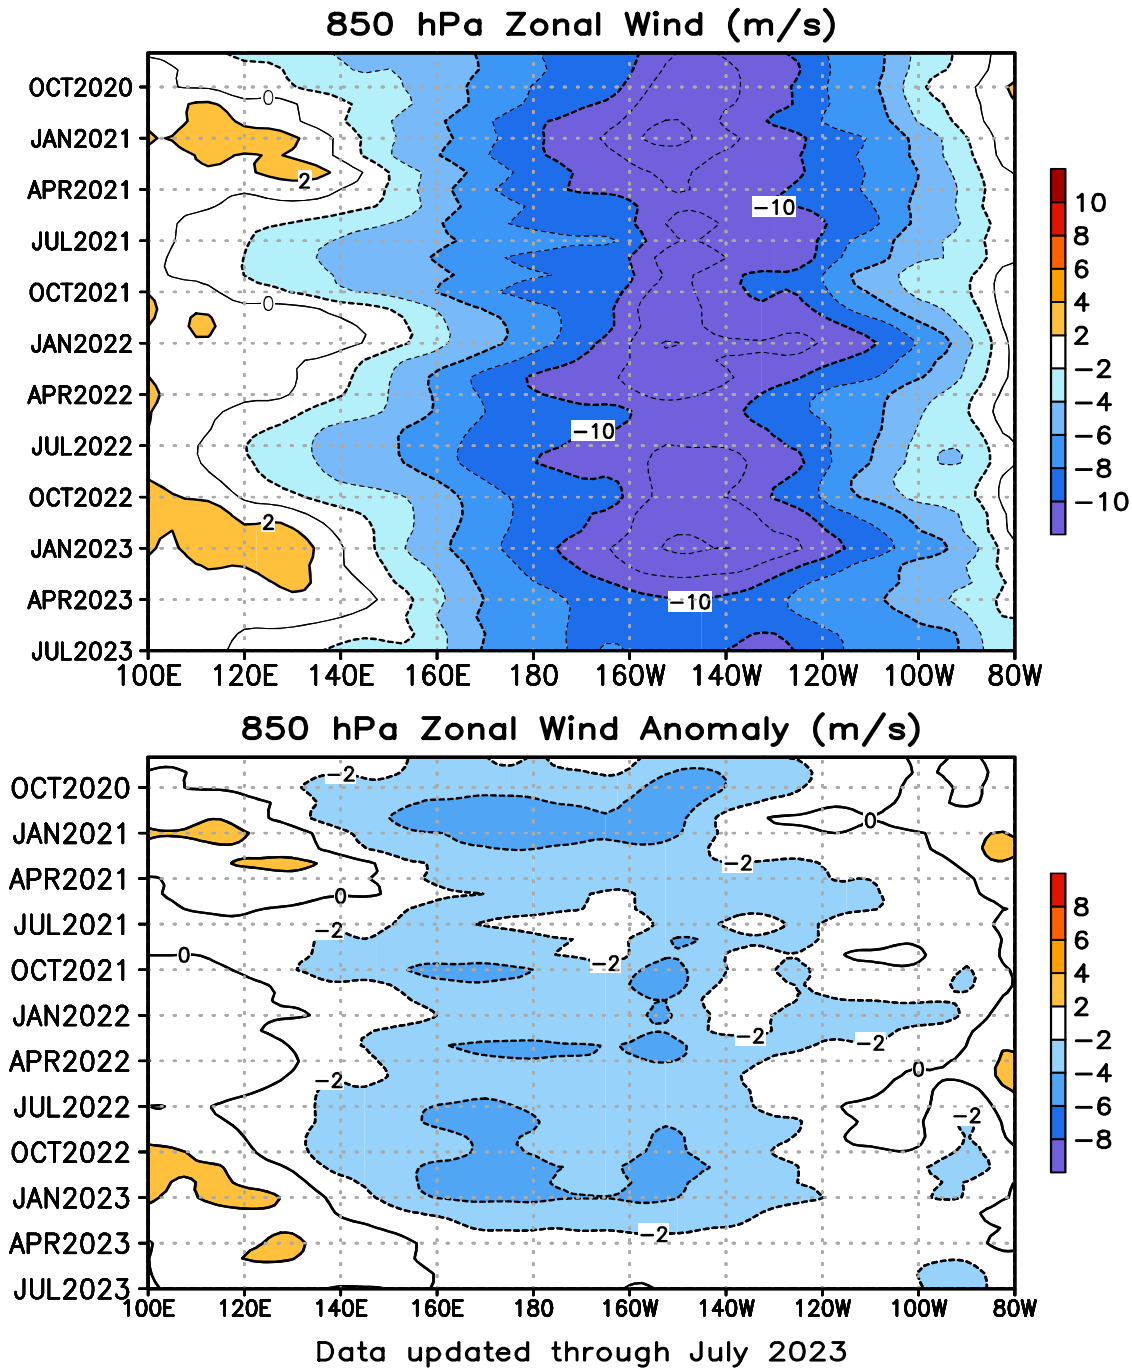 850 hPa Zonal Wind (m/s)
OCT2020
JAN2021
APR2021
JUL2021
OCT2021
JAN2022
APR2022
JUL2022
OCT2022
JAN2023
APR2023
JUL2023
0
2
-10
0
-10
2
-10
100E 120E 140E 160E 180 160W 140W 120W 100W 80W
10
8
6
4
2
-2
-4
-6
-8
-10
850 hPa Zonal Wind Anomaly (m/s)
OCT2020
JAN2021
APR2021
JUL2021
OCT2021
JAN2022
APR2022
JUL2022
OCT2022
JAN2023
APR2023
JUL2023
-2
0
-2
0
-2
0
-2
-2
-2
0
-2
-2
-2
100E 120E 140E 160E 180 160W 140W 120W 100W 80W
8
6
4
2
-2
-4
-6
-8
Data updated through July 2023